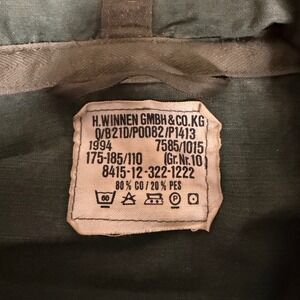 H. WINNEN GMBH & CO. KG
Q/B21D/P0082/P1413
1994 7585/1015
175-185/110 (Gr. Nr. 10)
8415-12-322-1222
80 % CO / 20 % PES
60 A P